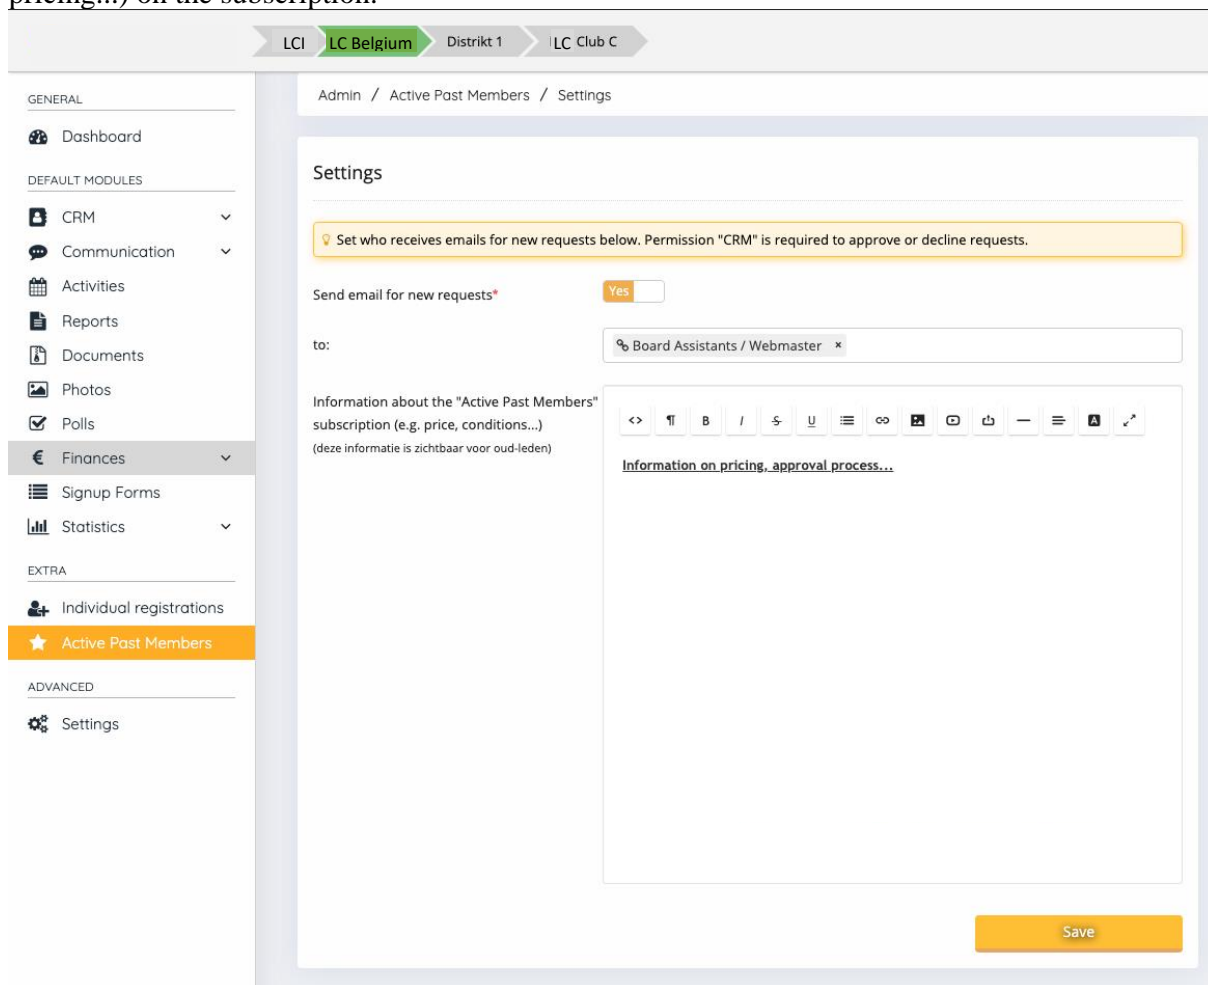 pricing...) on the subscription.
LCI LC Belgium Distrikt 1 LC Club C
Admin / Active Past Members / Settings
GENERAL
Dashboard
DEFAULT MODULES
CRM
Communication
Activities
Reports
Documents
Photos
Polls
€ Finances
Signup Forms
Statistics
EXTRA
Individual registrations
Active Past Members
ADVANCED
Settings
Settings
Set who receives emails for new requests below. Permission "CRM" is required to approve or decline requests.
Send email for new requests*
Yes
to:
Board Assistants / Webmaster ×
Information about the "Active Past Members"
subscription (e.g. price, conditions...)
(deze informatie is zichtbaar voor oud-leden)
<> ¶ B I S U A
Information on pricing, approval process...
Save